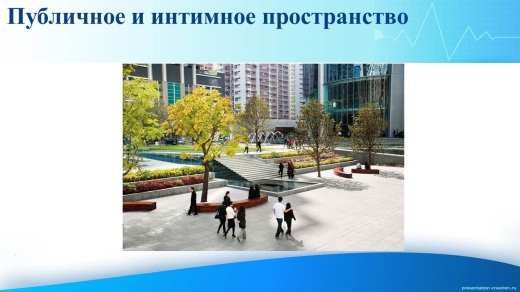 Публичное и интимное пространство
presentation-creation.ru